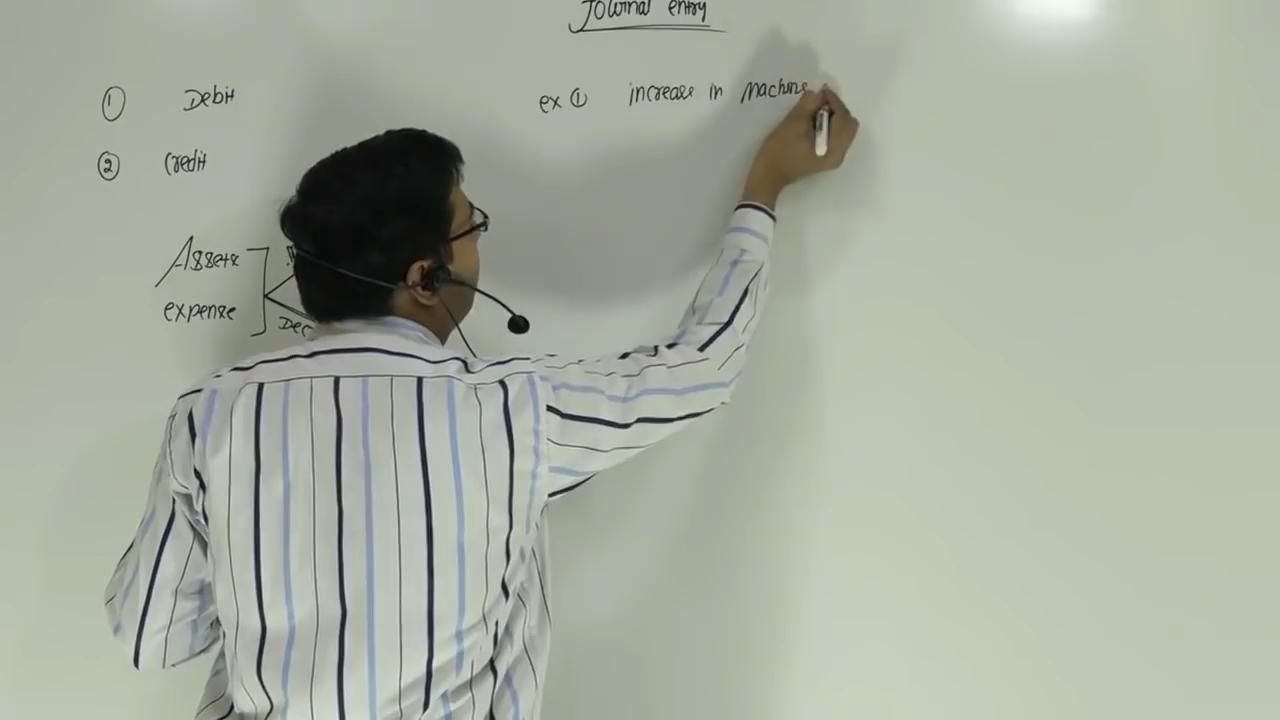 Journal entry
① Debit
② Credit
ex ① increase in Machine
Assets
expense
Dec